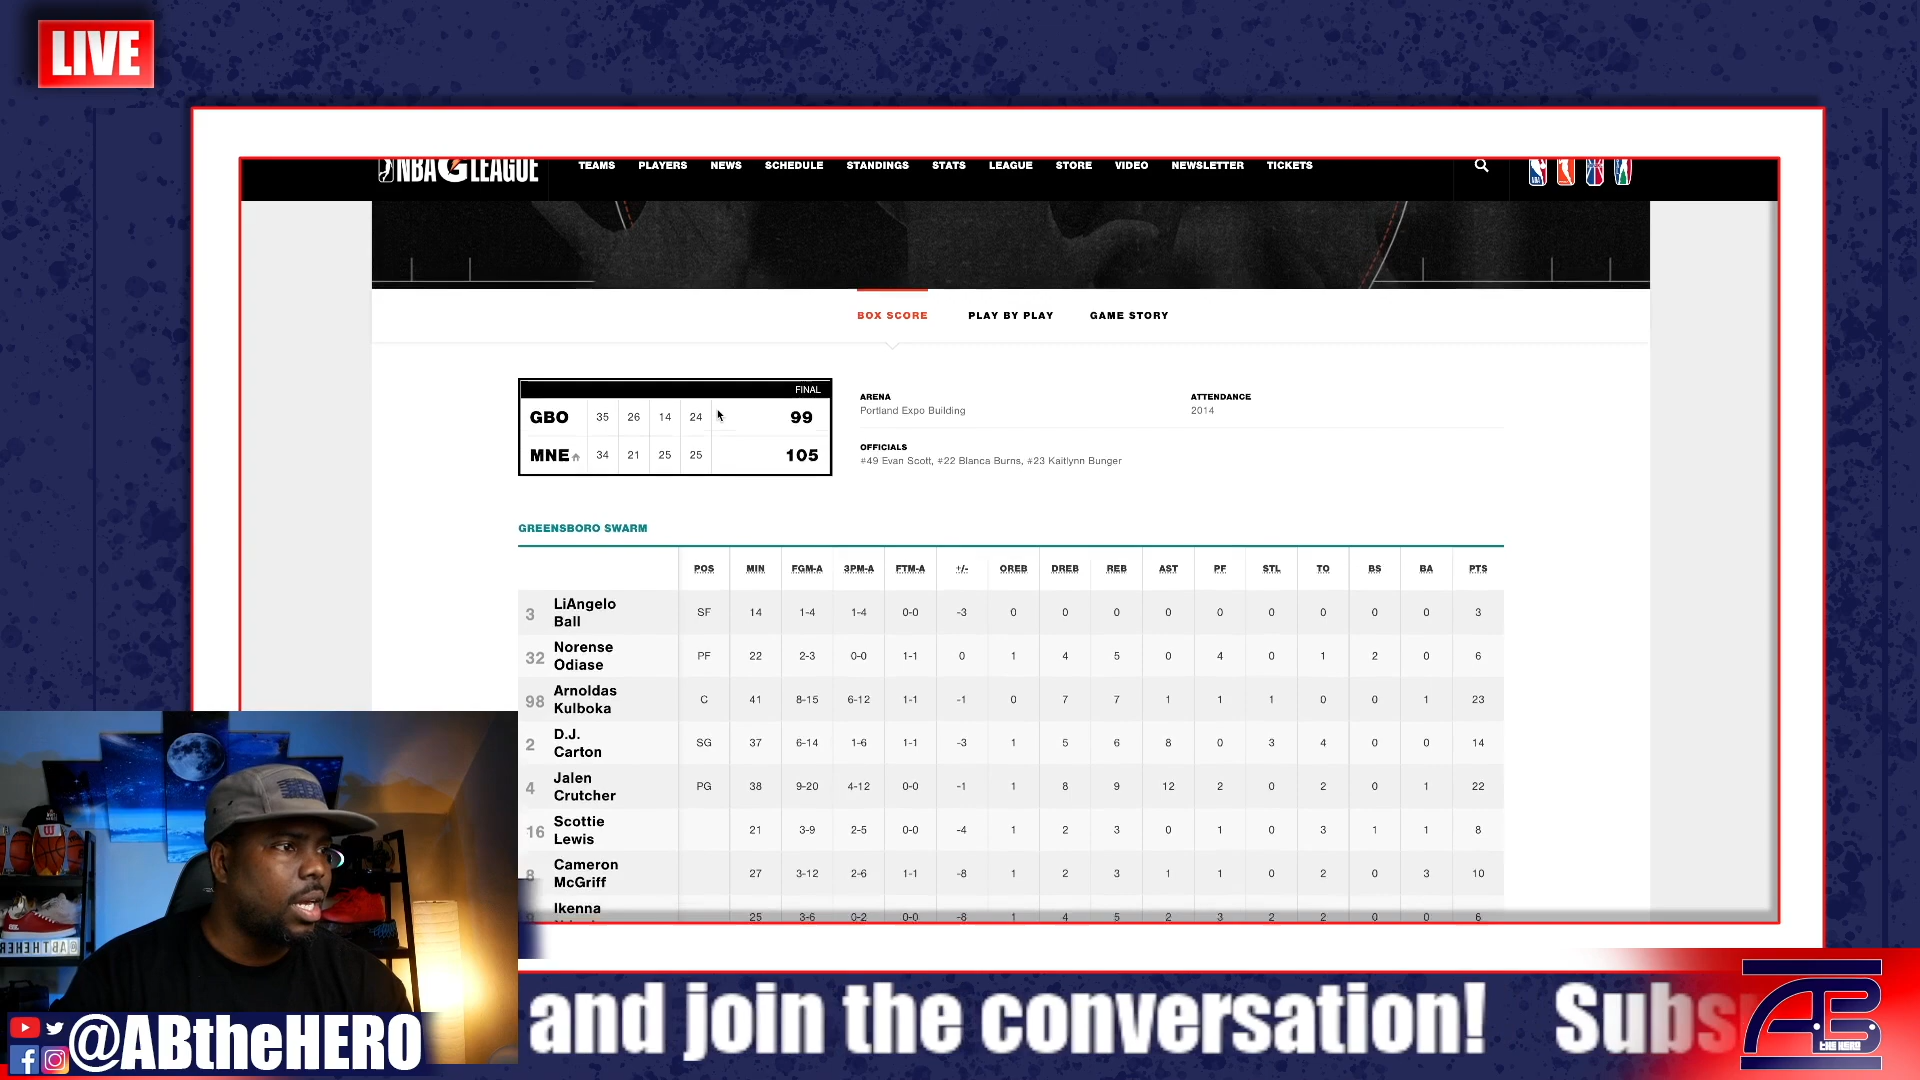 LIVE
NBA G LEAGUE
TEAMS PLAYERS NEWS SCHEDULE STANDINGS STATS LEAGUE STORE VIDEO NEWSLETTER TICKETS
BOX SCORE PLAY BY PLAY GAME STORY
FINAL
GBO 35 26 14 24 99
MNE 34 21 25 25 105
ARENA
Portland Expo Building
ATTENDANCE
2014
OFFICIALS
#49 Evan Scott, #22 Blanca Burns, #23 Kaitlynn Bunger
GREENSBORO SWARM
POS MIN FGM-A 3PM-A FTM-A +/- OREB DREB REB AST PF STL TO BS BA PTS
3 LiAngelo Ball SF 14 1-4 1-4 0-0 -3 0 0 0 0 0 0 0 0 0 3
32 Norense Odiase PF 22 2-3 0-0 1-1 0 1 4 5 0 4 0 1 2 0 6
98 Arnoldas Kulboka C 41 8-15 6-12 1-1 -1 0 7 7 1 1 1 0 0 1 23
2 D.J. Carton SG 37 6-14 1-6 1-1 -3 1 5 6 8 0 3 4 0 0 14
4 Jalen Crutcher PG 38 9-20 4-12 0-0 -1 1 8 9 12 2 0 2 0 1 22
16 Scottie Lewis 21 3-9 2-5 0-0 -4 1 2 3 0 1 0 3 1 1 8
8 Cameron McGriff 27 3-12 2-6 1-1 -8 1 2 3 1 1 0 2 0 3 10
Ikenna 25 3-6 0-2 0-0 -8 1 4 5 2 3 2 2 0 0 6
@ABtheHERO
and join the conversation! Subs
AB
THE HERO